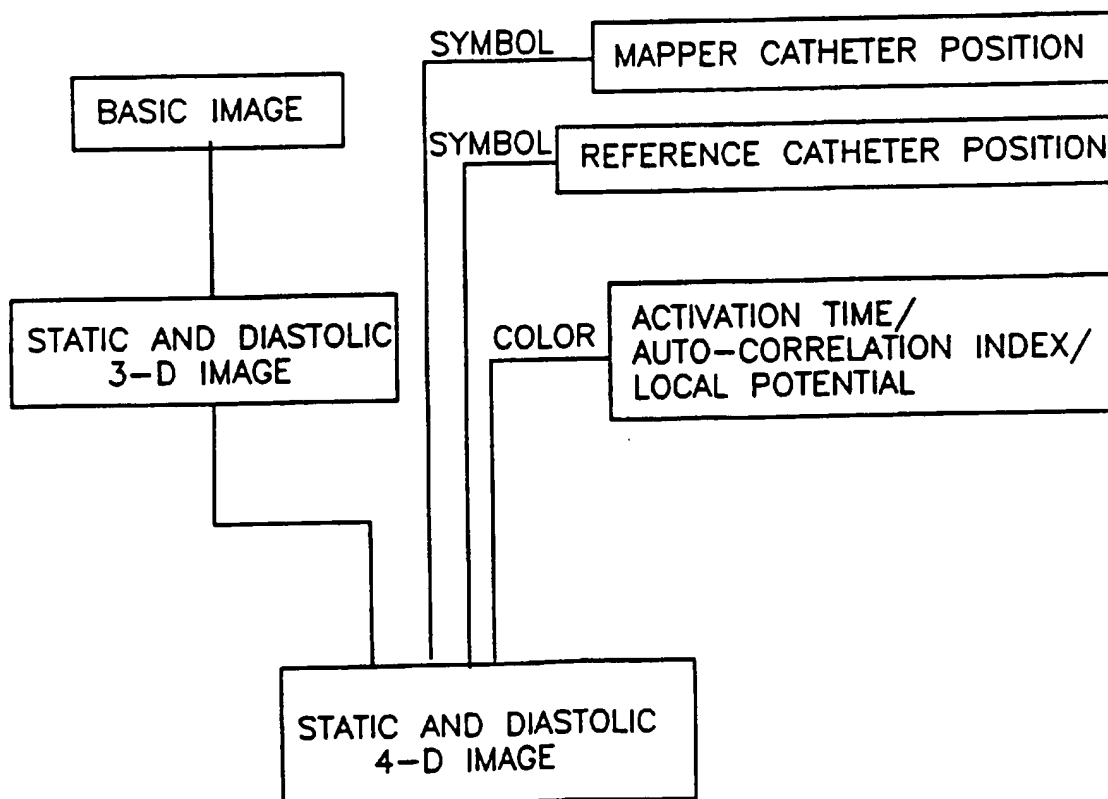 SYMBOL
MAPPER CATHETER POSITION
BASIC IMAGE
SYMBOL
REFERENCE CATHETER POSITION
STATIC AND DIASTOLIC
3-D IMAGE
COLOR
ACTIVATION TIME/
AUTO-CORRELATION INDEX/
LOCAL POTENTIAL
STATIC AND DIASTOLIC
4-D IMAGE